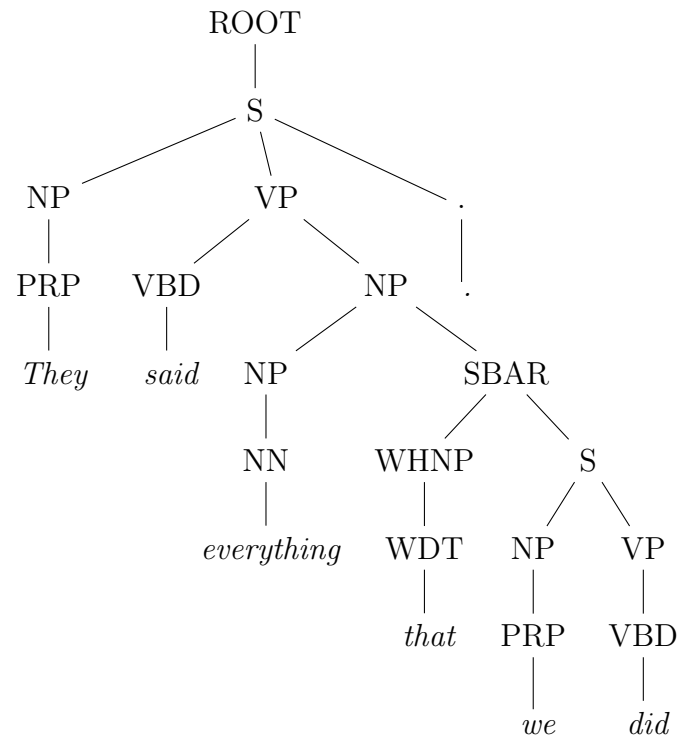 ROOT
S
NP VP .
PRP VBD NP .
They said NP SBAR
NN WHNP S
everything WDT NP VP
that PRP VBD
we did